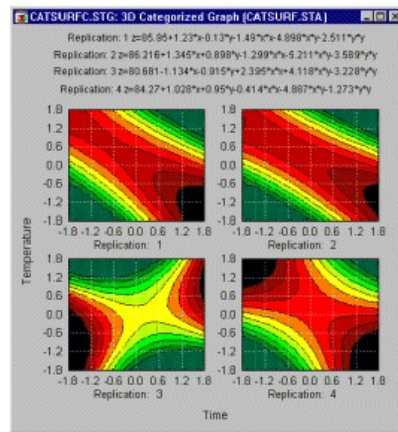 CATSURFC.STG: 3D Categorized Graph (CATSURF.STA)
Replication: 1 z=85.95+1.23*x-0.13*y-1.49*x*x-4.898*x*y-2.511*y*y
Replication: 2 z=86.216+1.345*x+0.898*y-1.299*x*x-5.211*x*y-3.589*y*y
Replication: 3 z=80.681-1.134*x-0.915*y+2.395*x*x+4.118*x*y-3.228*y*y
Replication: 4 z=84.27+1.028*x+0.95*y-0.414*x*x-4.887*x*y-1.273*y*y
1.8 1.8
1.2 1.2
0.6 0.6
0.0 0.0
-0.6 -0.6
-1.2 -1.2
-1.8 -1.8
-1.8 -1.2 -0.6 0.0 0.6 1.2 1.8 -1.8 -1.2 -0.6 0.0 0.6 1.2 1.8
Replication: 1 Replication: 2
Temperature
1.8 1.8
1.2 1.2
0.6 0.6
0.0 0.0
-0.6 -0.6
-1.2 -1.2
-1.8 -1.8
-1.8 -1.2 -0.6 0.0 0.6 1.2 1.8 -1.8 -1.2 -0.6 0.0 0.6 1.2 1.8
Replication: 3 Replication: 4
Time